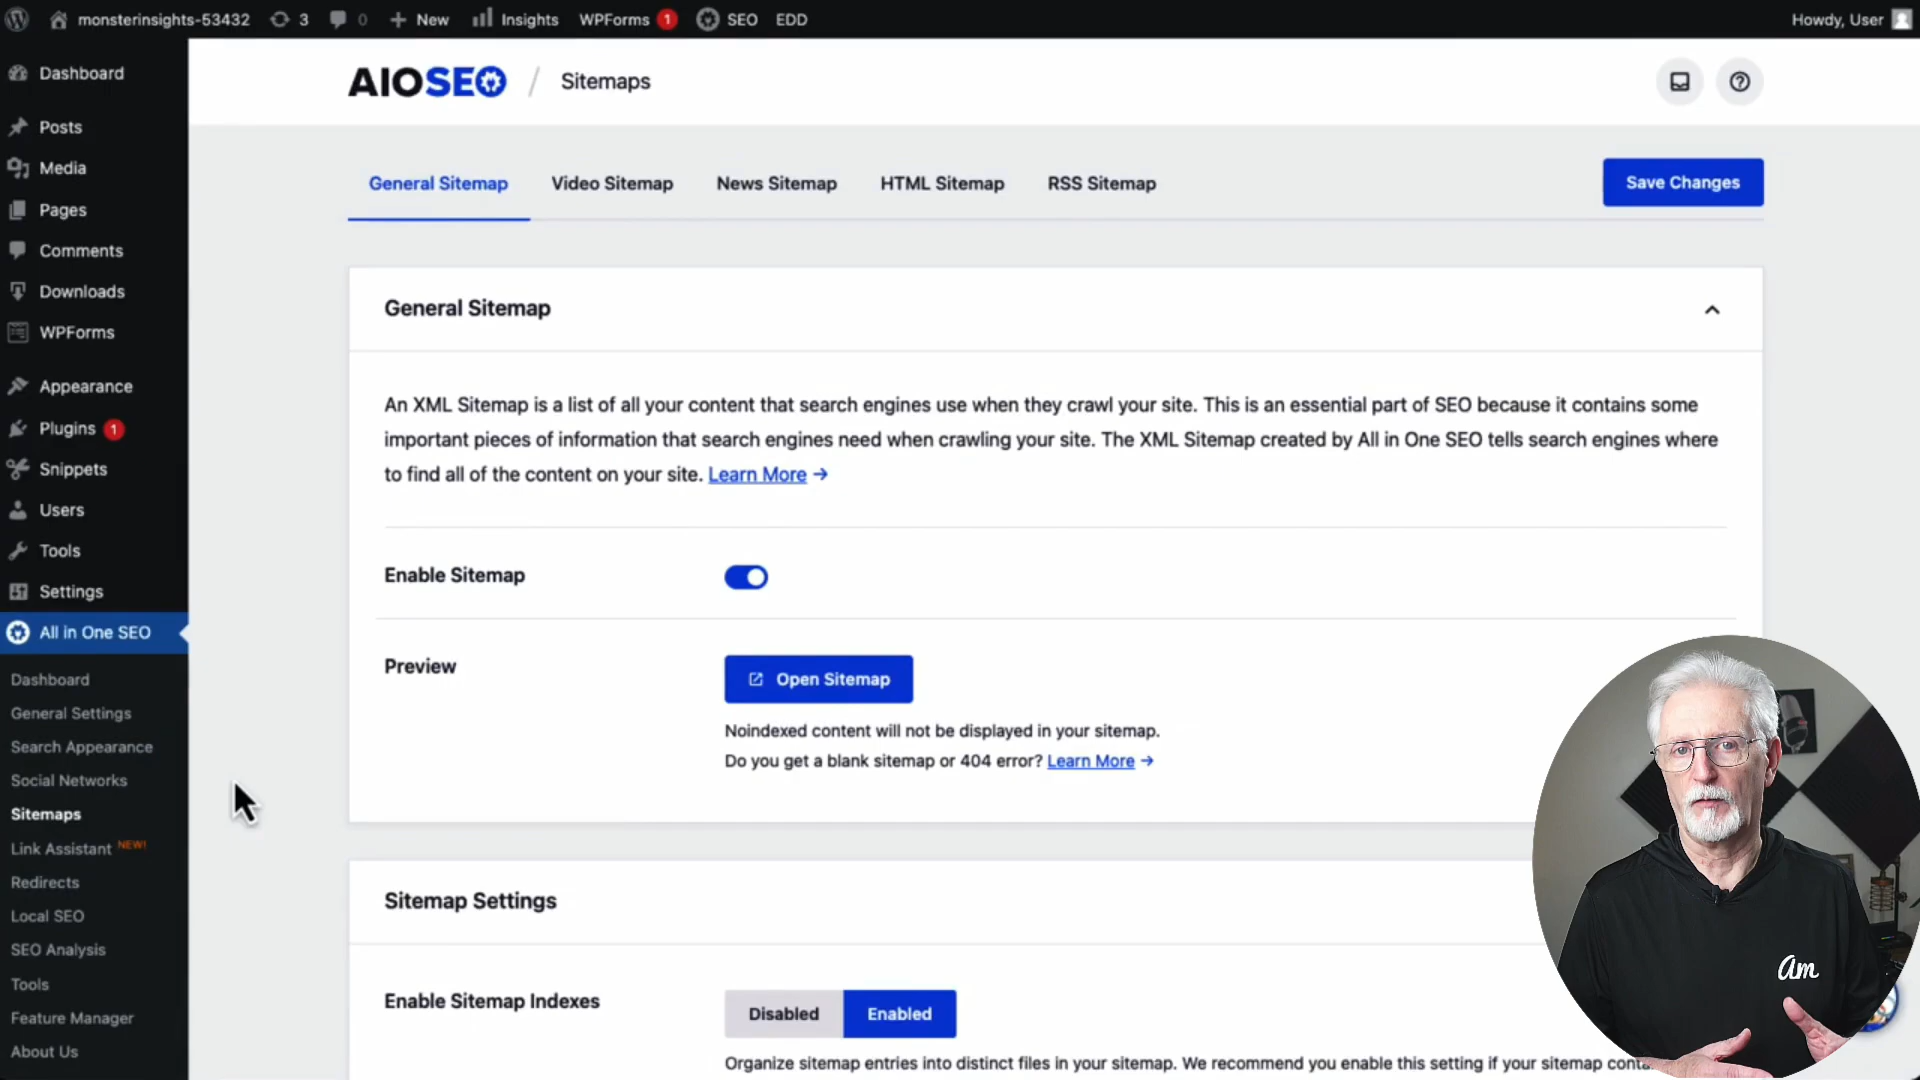 monsterinsights-53432 3 0 New Insights WPForms 1 SEO EDD Howdy, User
Dashboard
Posts
Media
Pages
Comments
Downloads
WPForms
Appearance
Plugins 1
Snippets
Users
Tools
Settings
All in One SEO
Dashboard
General Settings
Search Appearance
Social Networks
Sitemaps
Link Assistant NEW!
Redirects
Local SEO
SEO Analysis
Tools
Feature Manager
About Us
AIOSEO / Sitemaps
General Sitemap Video Sitemap News Sitemap HTML Sitemap RSS Sitemap Save Changes
General Sitemap
An XML Sitemap is a list of all your content that search engines use when they crawl your site. This is an essential part of SEO because it contains some
important pieces of information that search engines need when crawling your site. The XML Sitemap created by All in One SEO tells search engines where
to find all of the content on your site. Learn More →
Enable Sitemap
Preview
Open Sitemap
Noindexed content will not be displayed in your sitemap.
Do you get a blank sitemap or 404 error? Learn More →
Sitemap Settings
Enable Sitemap Indexes
Disabled Enabled
Organize sitemap entries into distinct files in your sitemap. We recommend you enable this setting if your sitemap
am